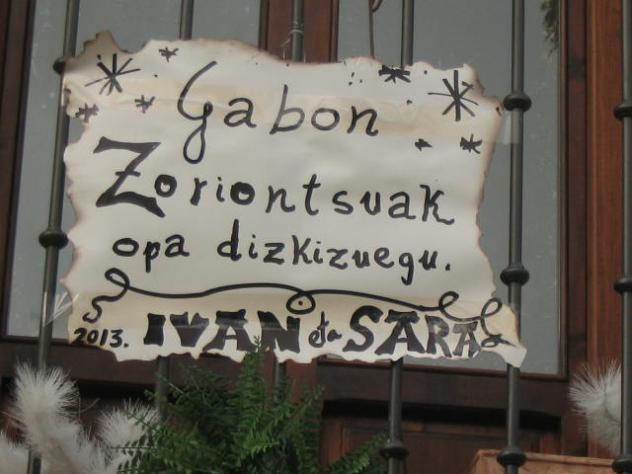 Gabon
Zoriontsuak
opa dizkizuegu.
2013. IVAN eta SARA